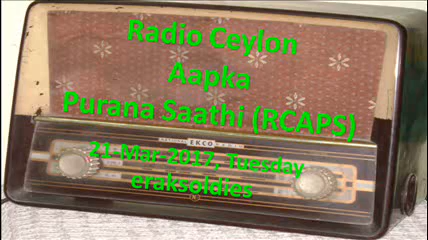 Radio Ceylon
Aapka
Purana Saathi (RCAPS)
EKCO
21-Mar-2017, Tuesday
eraksoldies